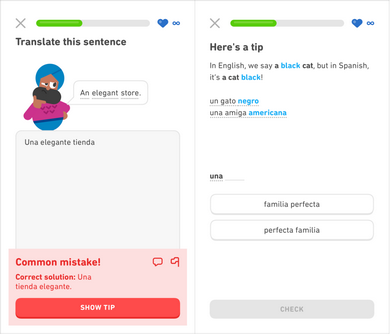 Translate this sentence
An elegant store.
Una elegante tienda
Common mistake!
Correct solution: Una
tienda elegante.
SHOW TIP
Here's a tip
In English, we say a black cat, but in Spanish,
it's a cat black!
un gato negro
una amiga americana
una
familia perfecta
perfecta familia
CHECK